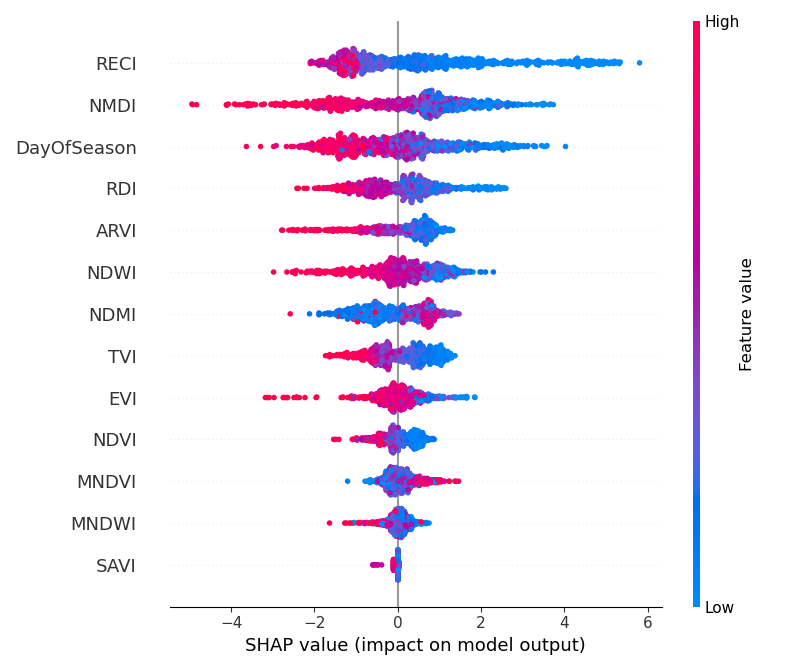 High
RECI
NMDI
DayOfSeason
RDI
ARVI
NDWI
NDMI
TVI
EVI
NDVI
MNDVI
MNDWI
SAVI
Feature value
Low
−4 −2 0 2 4 6
SHAP value (impact on model output)